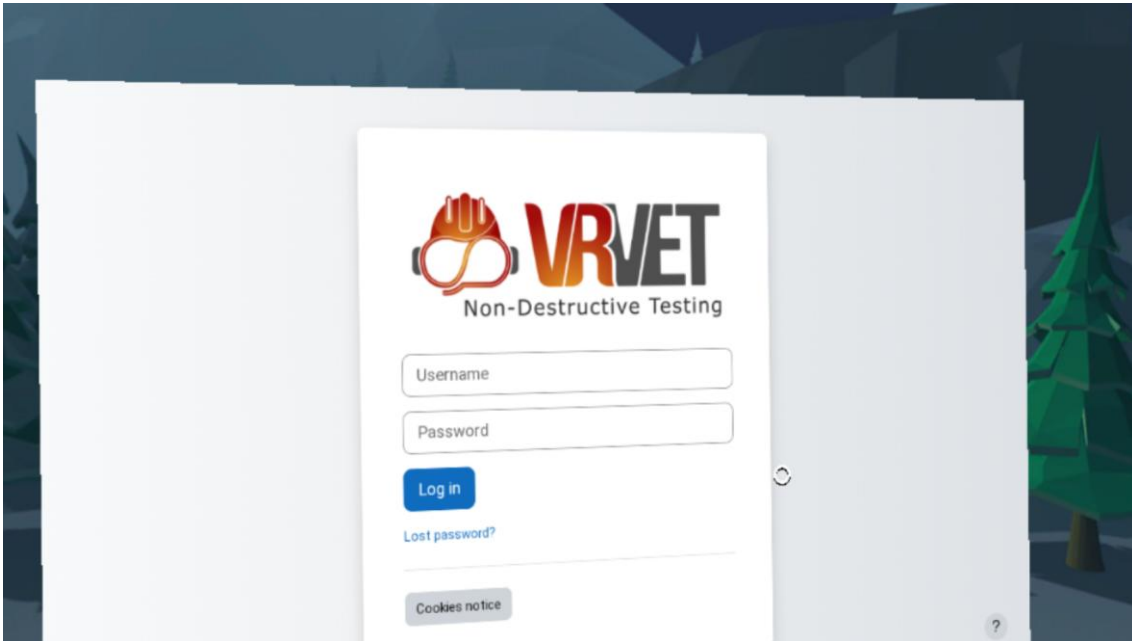 VRVET
Non-Destructive Testing
Username
Password
Log in
Lost password?
Cookies notice
?